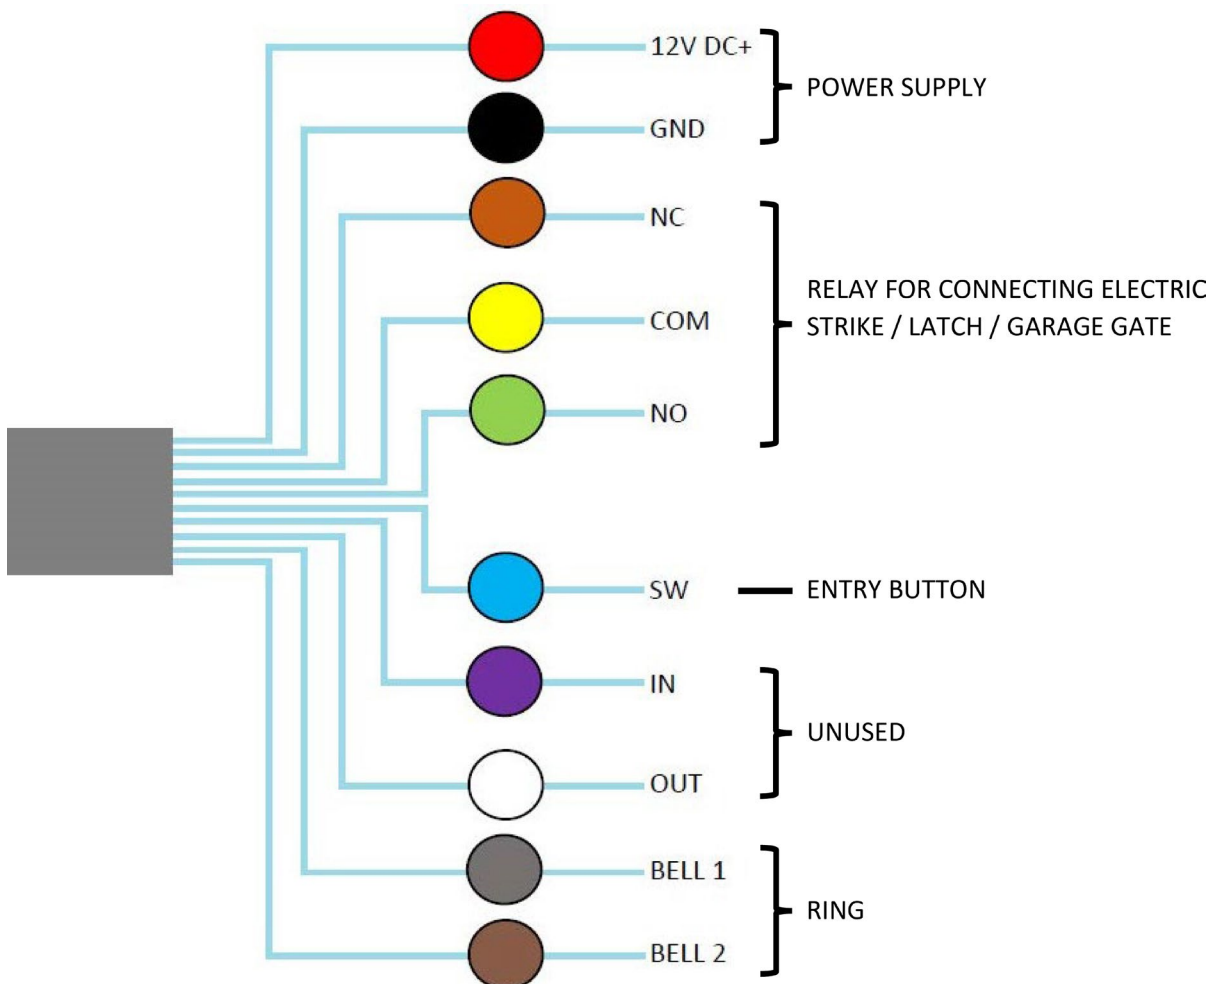 12V DC+
POWER SUPPLY
GND
NC
RELAY FOR CONNECTING ELECTRIC
STRIKE / LATCH / GARAGE GATE
COM
NO
SW
ENTRY BUTTON
IN
UNUSED
OUT
BELL 1
RING
BELL 2